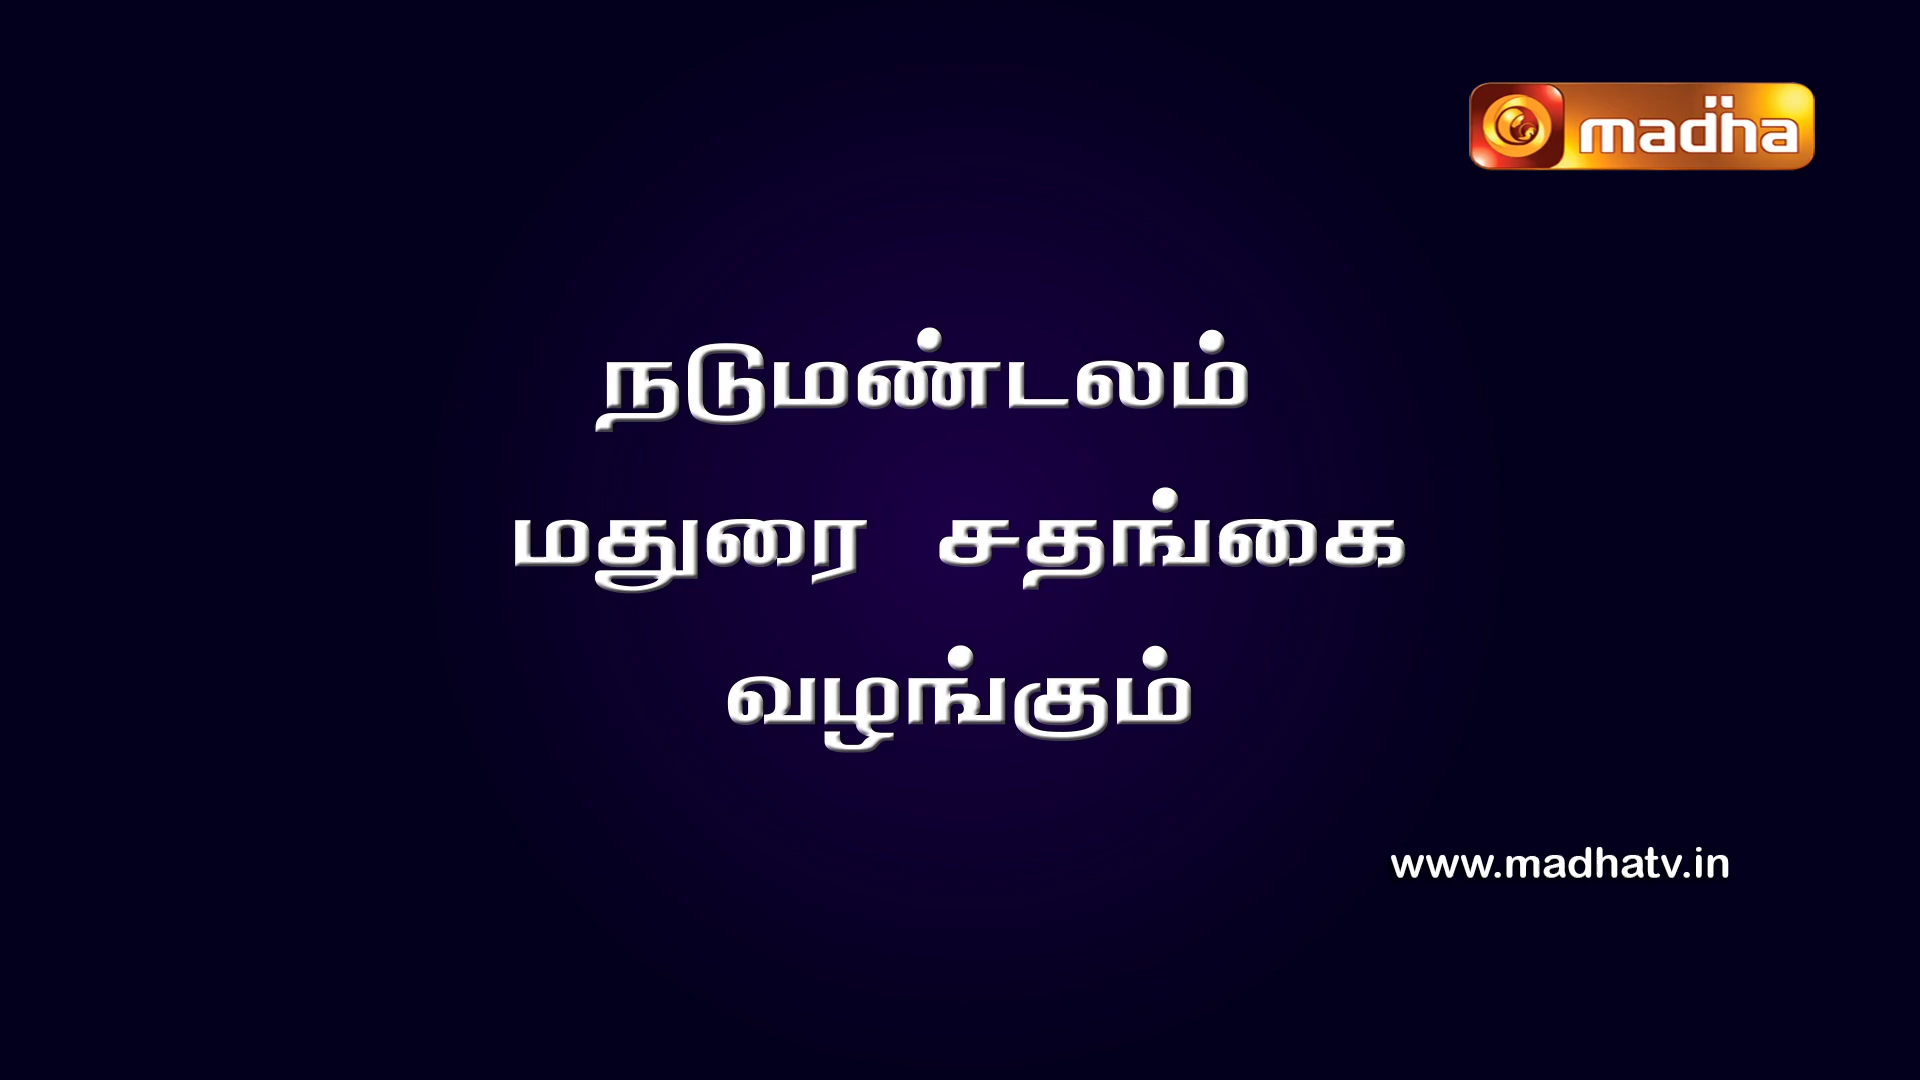 madha
நடுமண்டலம்
மதுரை சதங்கை
வழங்கும்
www.madhatv.in